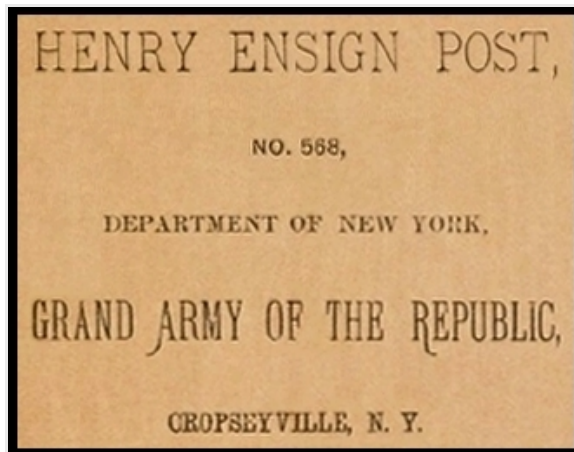 HENRY ENSIGN POST,
NO. 568,
DEPARTMENT OF NEW YORK,
GRAND ARMY OF THE REPUBLIC,
CROPSEYVILLE, N. Y.